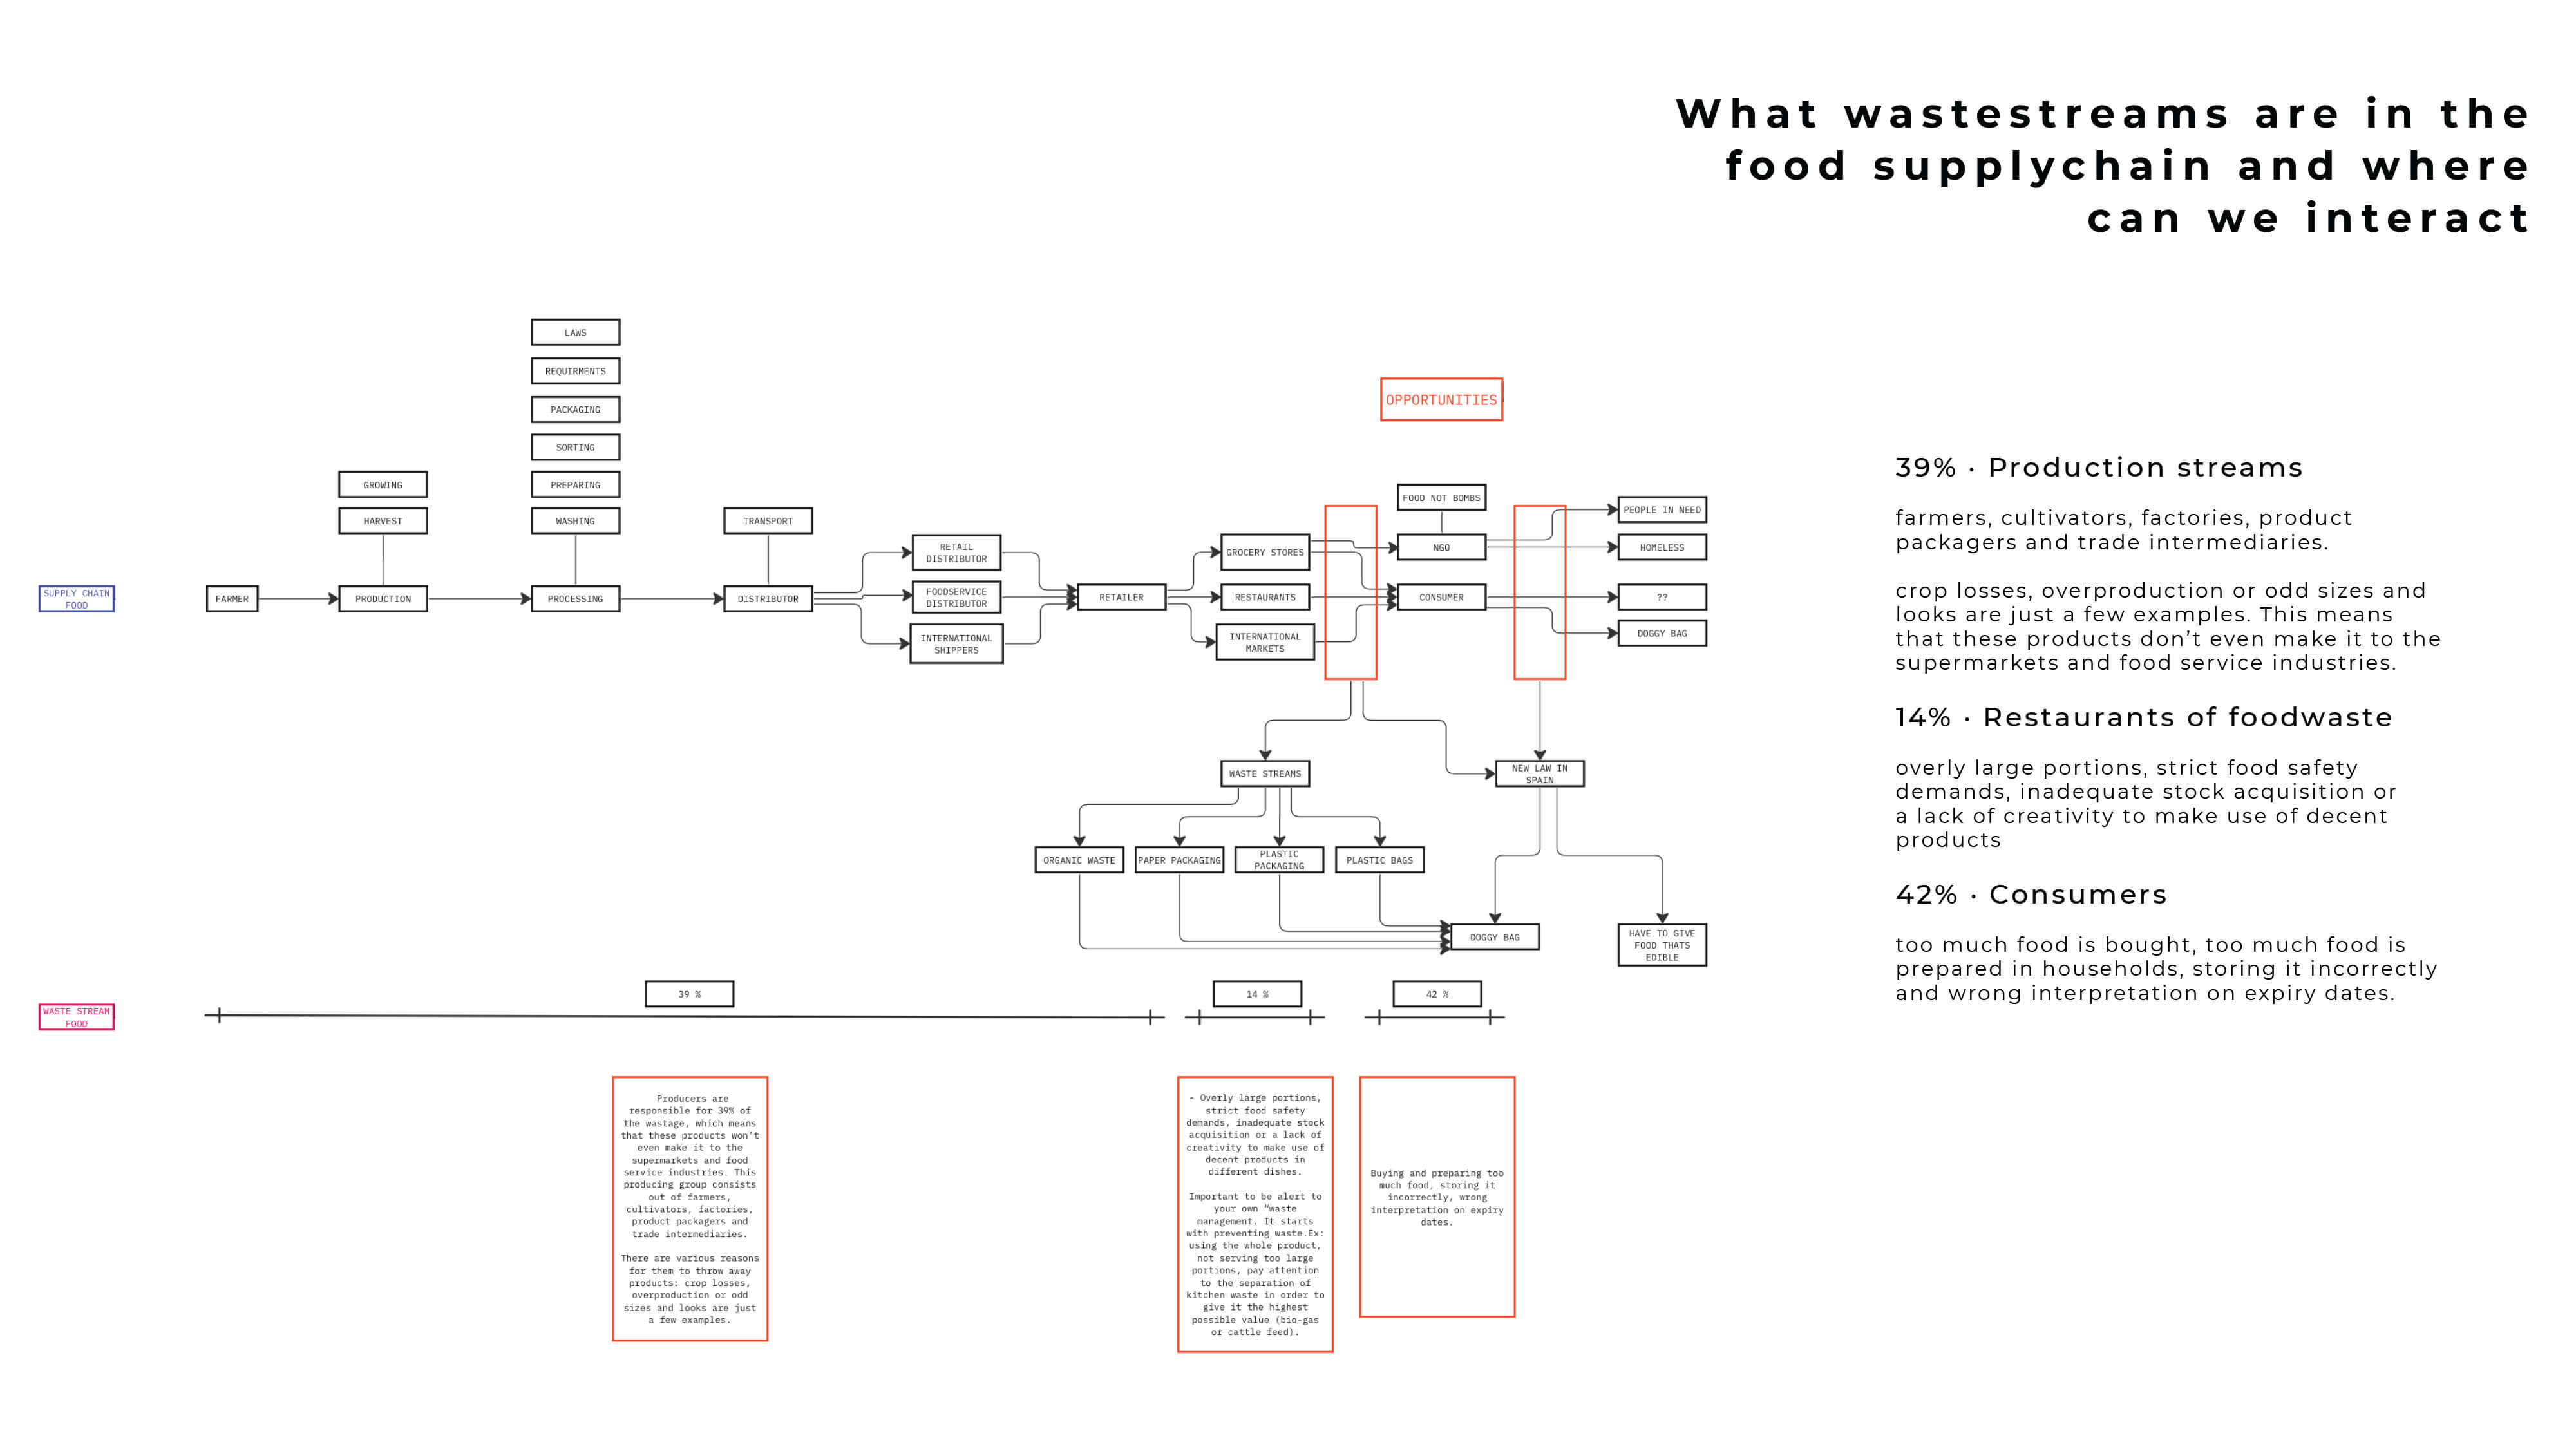 What wastestreams are in the
food supplychain and where
can we interact
LAWS
REQUIRMENTS
PACKAGING
SORTING
PREPARING
WASHING
GROWING
HARVEST
TRANSPORT
OPPORTUNITIES
SUPPLY CHAIN
FOOD
FARMER
PRODUCTION
PROCESSING
DISTRIBUTOR
RETAIL
DISTRIBUTOR
FOODSERVICE
DISTRIBUTOR
INTERNATIONAL
SHIPPERS
RETAILER
GROCERY STORES
RESTAURANTS
INTERNATIONAL
MARKETS
FOOD NOT BOMBS
NGO
CONSUMER
PEOPLE IN NEED
HOMELESS
??
DOGGY BAG
WASTE STREAMS
NEW LAW IN
SPAIN
ORGANIC WASTE
PAPER PACKAGING
PLASTIC
PACKAGING
PLASTIC BAGS
DOGGY BAG
HAVE TO GIVE
FOOD THATS
EDIBLE
WASTE STREAM
FOOD
39 %
14 %
42 %
Producers are
responsible for 39% of
the wastage, which means
that these products won't
even make it to the
supermarkets and food
service industries. This
producing group consists
out of farmers,
cultivators, factories,
product packagers and
trade intermediaries.
There are various reasons
for them to throw away
products: crop losses,
overproduction or odd
sizes and looks are just
a few examples.
- Overly large portions,
strict food safety
demands, inadequate stock
acquisition or a lack of
creativity to make use of
decent products in
different dishes.
Important to be alert to
your own “waste
management. It starts
with preventing waste.Ex:
using the whole product,
not serving too large
portions, pay attention
to the separation of
kitchen waste in order to
give it the highest
possible value (bio-gas
or cattle feed).
Buying and preparing too
much food, storing it
incorrectly, wrong
interpretation on expiry
dates.
39% · Production streams
farmers, cultivators, factories, product
packagers and trade intermediaries.
crop losses, overproduction or odd sizes and
looks are just a few examples. This means
that these products don’t even make it to the
supermarkets and food service industries.
14% · Restaurants of foodwaste
overly large portions, strict food safety
demands, inadequate stock acquisition or
a lack of creativity to make use of decent
products
42% · Consumers
too much food is bought, too much food is
prepared in households, storing it incorrectly
and wrong interpretation on expiry dates.